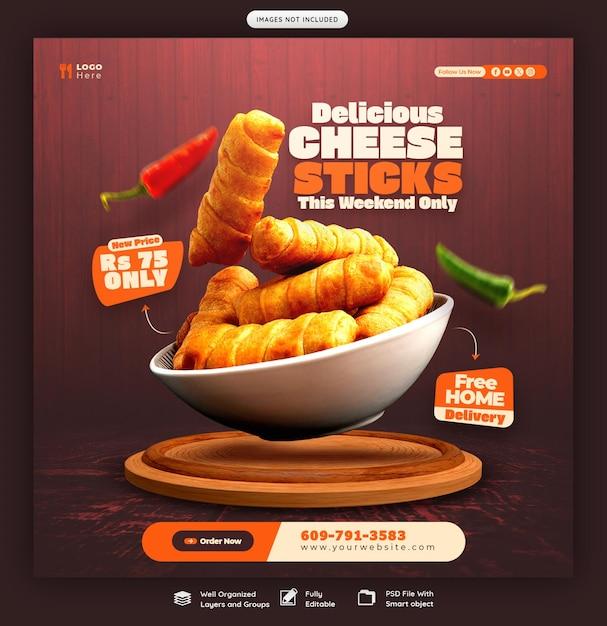 IMAGES NOT INCLUDED
LOGO
Here
Follow Us Now
Delicious
CHEESE
STICKS
This Weekend Only
New Price
Rs 75
ONLY
Free
HOME
Delivery
Order Now
609-791-3583
www.yourwebsite.com
Well Organized
Layers and Groups
Fully
Editable
PSD File With
Smart object